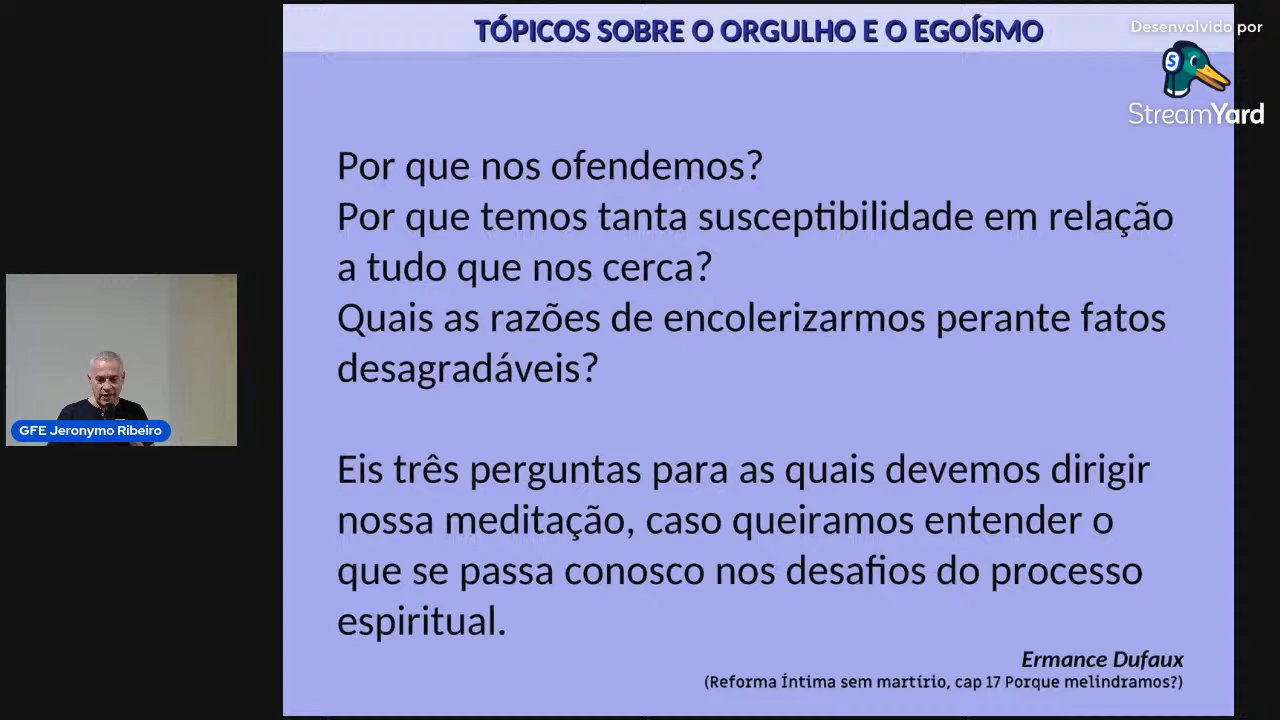 TÓPICOS SOBRE O ORGULHO E O EGOÍSMO
Desenvolvido por
S
StreamYard
Por que nos ofendemos?
Por que temos tanta susceptibilidade em relação
a tudo que nos cerca?
Quais as razões de encolerizarmos perante fatos
desagradáveis?
Eis três perguntas para as quais devemos dirigir
nossa meditação, caso queiramos entender o
que se passa conosco nos desafios do processo
espiritual.
Ermance Dufaux
(Reforma Íntima sem martírio, cap 17 Porque melindramos?)
GFE Jeronymo Ribeiro